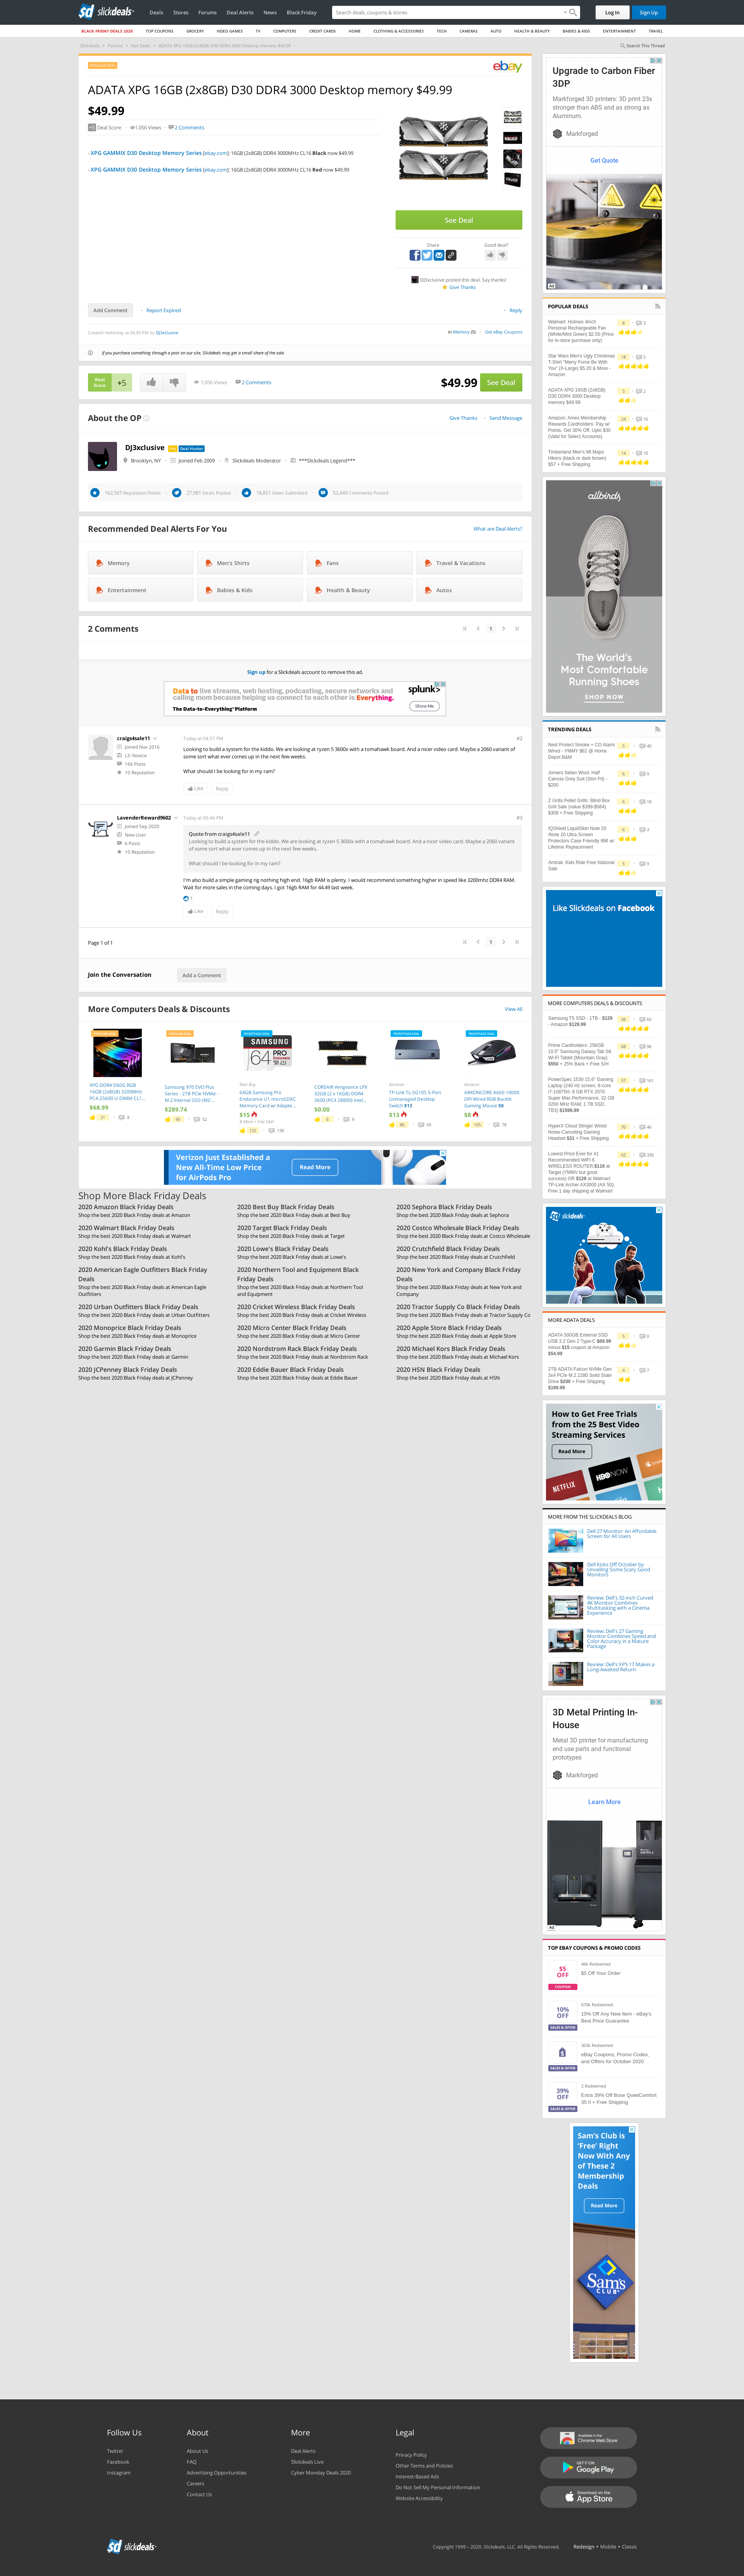 slickdeals
Deals Stores Forums Deal Alerts News Black Friday
Search deals, coupons & stores
Log In Sign Up
BLACK FRIDAY DEALS 2020 TOP COUPONS GROCERY VIDEO GAMES TV COMPUTERS CREDIT CARDS HOME CLOTHING & ACCESSORIES TECH CAMERAS AUTO HEALTH & BEAUTY BABIES & KIDS ENTERTAINMENT TRAVEL
Slickdeals > Forums > Hot Deals > ADATA XPG 16GB (2x8GB) D30 DDR4 3000 Desktop memory $49.99
Search This Thread
ebay
ADATA XPG 16GB (2x8GB) D30 DDR4 3000 Desktop memory $49.99
$49.99
+5 Deal Score 1,056 Views 2 Comments
- XPG GAMMIX D30 Desktop Memory Series [ebay.com]: 16GB (2x8GB) DDR4 3000MHz CL16 Black now $49.99
- XPG GAMMIX D30 Desktop Memory Series [ebay.com]: 16GB (2x8GB) DDR4 3000MHz CL16 Red now $49.99
See Deal
Share Good deal?
DJ3xclusive posted this deal. Say thanks!
Give Thanks
Add Comment Report Expired Reply
Created Yesterday at 06:50 PM by DJ3xclusive
in Memory (5) Get eBay Coupons
If you purchase something through a post on our site, Slickdeals may get a small share of the sale.
Deal Score +5 1,056 Views 2 Comments $49.99 See Deal
About the OP
Give Thanks Send Message
DJ3xclusive Pro Deal Hunter
Brooklyn, NY Joined Feb 2009 Slickdeals Moderator ***Slickdeals Legend***
162,567 Reputation Points 27,981 Deals Posted 18,851 Votes Submitted 52,449 Comments Posted
Recommended Deal Alerts For You
What are Deal Alerts?
Memory Men's Shirts Fans Travel & Vacations
Entertainment Babies & Kids Health & Beauty Autos
2 Comments
1
Sign up for a Slickdeals account to remove this ad.
Data to live streams, web hosting, podcasting, secure networks and
calling mom because helping us connect to each other is Everything.
The Data-to-Everything™ Platform
splunk>
Show Me
craigs4sale11
Joined Nov 2016
L3: Novice
166 Posts
10 Reputation
Today at 04:37 PM
#2
Looking to build a system for the kiddo. We are looking at ryzen 5 3600x with a tomahawk board. And a nicer video card. Maybe a 2060 variant of
some sort what ever comes up in the next few weeks.
What should I be looking for in my ram?
Like Reply
LavenderReward9602
Joined Sep 2020
New User
6 Posts
10 Reputation
Today at 05:46 PM
#3
Quote from craigs4sale11
Looking to build a system for the kiddo. We are looking at ryzen 5 3600x with a tomahawk board. And a nicer video card. Maybe a 2060 variant
of some sort what ever comes up in the next few weeks.
What should I be looking for in my ram?
I'm also build a simple gaming rig nothing high end. 16gb RAM is plenty. I would recommend something higher in speed like 3200mhz DDR4 RAM.
Wait for more sites in the coming days. I got 16gb RAM for 44.49 last week.
1
Like Reply
Page 1 of 1
1
Join the Conversation
Add a Comment
More Computers Deals & Discounts
View All
XPG DDR4 D60G RGB
16GB (2x8GB) 3200MHz
PC4-25600 U-DIMM CL1...
$68.99
21 8
Samsung 970 EVO Plus
Series - 2TB PCIe NVMe -
M.2 Internal SSD (MZ-...
$289.74
95 52
Best Buy
64GB Samsung Pro
Endurance U1 microSDXC
Memory Card w/ Adapte...
$15
132 138
CORSAIR Vengeance LPX
32GB (2 x 16GB) DDR4
3600 (PC4 28800) Intel...
$0.00
6 9
Amazon
TP-Link TL-SG105 5-Port
Unmanaged Desktop
Switch $13
$13
86 65
Amazon
ABKONCORE A660 10000
DPI Wired RGB Backlit
Gaming Mouse $8
$8
105 78
Verizon Just Established a
New All-Time Low Price
for AirPods Pro
Read More
Shop More Black Friday Deals
2020 Amazon Black Friday Deals
Shop the best 2020 Black Friday deals at Amazon
2020 Best Buy Black Friday Deals
Shop the best 2020 Black Friday deals at Best Buy
2020 Sephora Black Friday Deals
Shop the best 2020 Black Friday deals at Sephora
2020 Walmart Black Friday Deals
Shop the best 2020 Black Friday deals at Walmart
2020 Target Black Friday Deals
Shop the best 2020 Black Friday deals at Target
2020 Costco Wholesale Black Friday Deals
Shop the best 2020 Black Friday deals at Costco Wholesale
2020 Kohl's Black Friday Deals
Shop the best 2020 Black Friday deals at Kohl's
2020 Lowe's Black Friday Deals
Shop the best 2020 Black Friday deals at Lowe's
2020 Crutchfield Black Friday Deals
Shop the best 2020 Black Friday deals at Crutchfield
2020 American Eagle Outfitters Black Friday
Deals
Shop the best 2020 Black Friday deals at American Eagle
Outfitters
2020 Northern Tool and Equipment Black
Friday Deals
Shop the best 2020 Black Friday deals at Northern Tool
and Equipment
2020 New York and Company Black Friday
Deals
Shop the best 2020 Black Friday deals at New York and
Company
2020 Urban Outfitters Black Friday Deals
Shop the best 2020 Black Friday deals at Urban Outfitters
2020 Cricket Wireless Black Friday Deals
Shop the best 2020 Black Friday deals at Cricket Wireless
2020 Tractor Supply Co Black Friday Deals
Shop the best 2020 Black Friday deals at Tractor Supply Co
2020 Monoprice Black Friday Deals
Shop the best 2020 Black Friday deals at Monoprice
2020 Micro Center Black Friday Deals
Shop the best 2020 Black Friday deals at Micro Center
2020 Apple Store Black Friday Deals
Shop the best 2020 Black Friday deals at Apple Store
2020 Garmin Black Friday Deals
Shop the best 2020 Black Friday deals at Garmin
2020 Nordstrom Rack Black Friday Deals
Shop the best 2020 Black Friday deals at Nordstrom Rack
2020 Michael Kors Black Friday Deals
Shop the best 2020 Black Friday deals at Michael Kors
2020 JCPenney Black Friday Deals
Shop the best 2020 Black Friday deals at JCPenney
2020 Eddie Bauer Black Friday Deals
Shop the best 2020 Black Friday deals at Eddie Bauer
2020 HSN Black Friday Deals
Shop the best 2020 Black Friday deals at HSN
Upgrade to Carbon Fiber
3DP
Markforged 3D printers: 3D print 23x
stronger than ABS and as strong as
Aluminum.
Markforged
Get Quote
Ad
POPULAR DEALS
Walmart: Holmes 4inch
Personal Rechargeable Fan
(White/Mint Green) $2.50 (Price
for in-store purchase only)
Star Wars Men's Ugly Christmas
T-Shirt "Merry Force Be With
You" (X-Large) $5.20 & More -
Amazon
ADATA XPG 16GB (2x8GB)
D30 DDR4 3000 Desktop
memory $49.99
Amazon: Amex Membership
Rewards Cardholders: Pay w/
Points, Get 30% Off, Upto $30
(Valid for Select Accounts)
Timberland Men's Mt Major
Hikers (black or dark brown)
$57 + Free Shipping
allbirds
The World's
Most Comfortable
Running Shoes
SHOP NOW
TRENDING DEALS
Nest Protect Smoke + CO Alarm
Wired - YMMV $62 @ Home
Depot B&M
Joiners Italian Wool, Half
Canvas Grey Suit (Slim Fit) -
$200
Z Grills Pellet Grills: Blind Box
Grill Sale (value $399-$584)
$309 + Free Shipping
IQShield LiquidSkin Note 20
/Note 20 Ultra Screen
Protectors Case Friendly 99¢ w/
Lifetime Replacement
Amtrak: Kids Ride Free National
Sale
Like Slickdeals on Facebook
MORE COMPUTERS DEALS & DISCOUNTS
Samsung T5 SSD - 1TB - $129
- Amazon $129.99
Prime Cardholders: 256GB
10.5" Samsung Galaxy Tab S6
Wi-Fi Tablet (Mountain Gray)
$560 + 25% Back + Free S/H
PowerSpec 1530 15.6" Gaming
Laptop (240 Hz screen, 8-core
i7-10875H, 8 GB RTX 2070
Super Max Performance, 32 GB
3200 MHz RAM, 1 TB SSD,
TB3) $1599.99
HyperX Cloud Stinger Wired
Noise-Canceling Gaming
Headset $31 + Free Shipping
Lowest Price Ever for 41
Recommended WIFI 6
WIRELESS ROUTER $116 at
Target (YMMV but good
success) OR $129 at Walmart:
TP-Link Archer AX3000 (AX 50).
Free 1 day shipping at Walmart
slickdeals
MORE ADATA DEALS
ADATA 500GB External SSD
USB 3.2 Gen 2 Type-C $69.99
minus $15 coupon at Amazon
$54.99
2TB ADATA Falcon NVMe Gen
3x4 PCIe M.2 2280 Solid State
Drive $200 + Free Shipping
$199.99
How to Get Free Trials
from the 25 Best Video
Streaming Services
Read More
NETFLIX HBO
MORE FROM THE SLICKDEALS BLOG
Dell 27 Monitor: An Affordable
Screen for All Users
Dell Kicks Off October by
Unveiling Some Scary Good
Monitors
Review: Dell's 32-inch Curved
4K Monitor Combines
Multitasking with a Cinema
Experience
Review: Dell's 27 Gaming
Monitor Combines Speed and
Color Accuracy in a Mature
Package
Review: Dell's XPS 17 Makes a
Long-Awaited Return
3D Metal Printing In-
House
Metal 3D printer for manufacturing
end use parts and functional
prototypes
Markforged
Learn More
Ad
TOP EBAY COUPONS & PROMO CODES
$5 OFF COUPON
46k Redeemed
$5 Off Your Order
10% OFF SALES & OFFER
670k Redeemed
10% Off Any New Item - eBay's
Best Price Guarantee
SALES & OFFER
303k Redeemed
eBay Coupons, Promo Codes,
and Offers for October 2020
39% OFF SALES & OFFER
2 Redeemed
Extra 39% Off Bose QuietComfort
35 II + Free Shipping
Sam's Club is
'Free' Right
Now With Any
of These 2
Membership
Deals
Read More
Sam's CLUB
Follow Us
Twitter
Facebook
Instagram
About
About Us
FAQ
Advertising Opportunities
Careers
Contact Us
More
Deal Alerts
Slickdeals Live
Cyber Monday Deals 2020
Legal
Privacy Policy
Other Terms and Policies
Interest-Based Ads
Do Not Sell My Personal Information
Website Accessibility
Available in the
Chrome Web Store
GET IT ON
Google Play
Download on the
App Store
slickdeals
Copyright 1999 - 2020. Slickdeals, LLC. All Rights Reserved. Redesign • Mobile • Classic